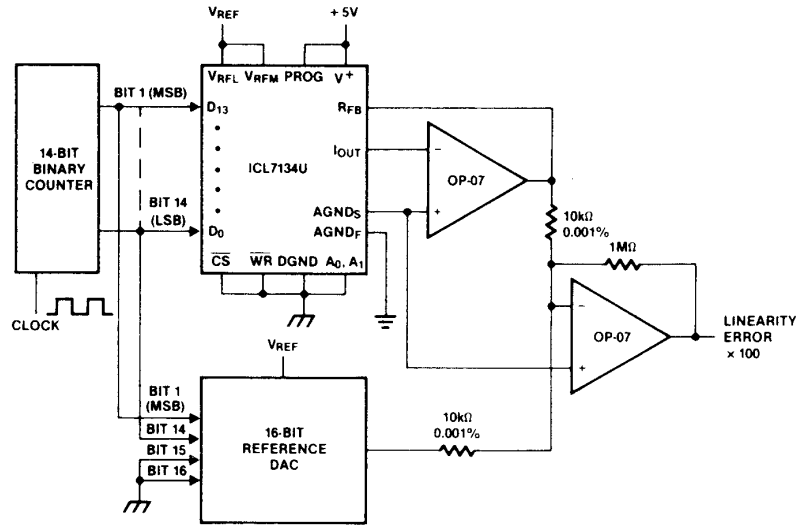 VREF
+ 5V
VRFL VRFM PROG V+
BIT 1 (MSB)
D13
RFB
14-BIT
BINARY
COUNTER
ICL7134U
IOUT
−
OP-07
+
BIT 14
(LSB)
D0
AGNDS
AGNDF
10kΩ
0.001%
1MΩ
CS WR DGND A0, A1
CLOCK
−
OP-07
+
LINEARITY
ERROR
× 100
VREF
BIT 1
(MSB)
BIT 14
BIT 15
BIT 16
16-BIT
REFERENCE
DAC
10kΩ
0.001%